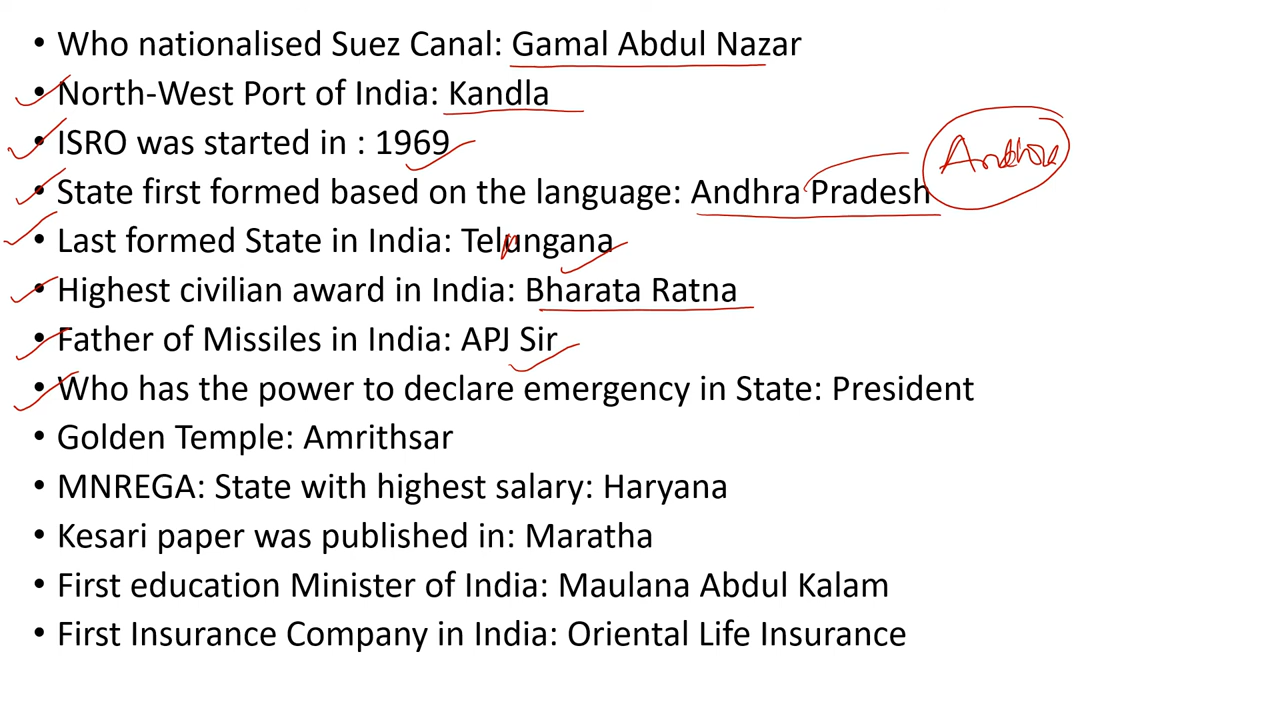 • Who nationalised Suez Canal: Gamal Abdul Nazar
• North-West Port of India: Kandla
• ISRO was started in : 1969
• State first formed based on the language: Andhra Pradesh Andhra
• Last formed State in India: Telungana
• Highest civilian award in India: Bharata Ratna
• Father of Missiles in India: APJ Sir
• Who has the power to declare emergency in State: President
• Golden Temple: Amrithsar
• MNREGA: State with highest salary: Haryana
• Kesari paper was published in: Maratha
• First education Minister of India: Maulana Abdul Kalam
• First Insurance Company in India: Oriental Life Insurance